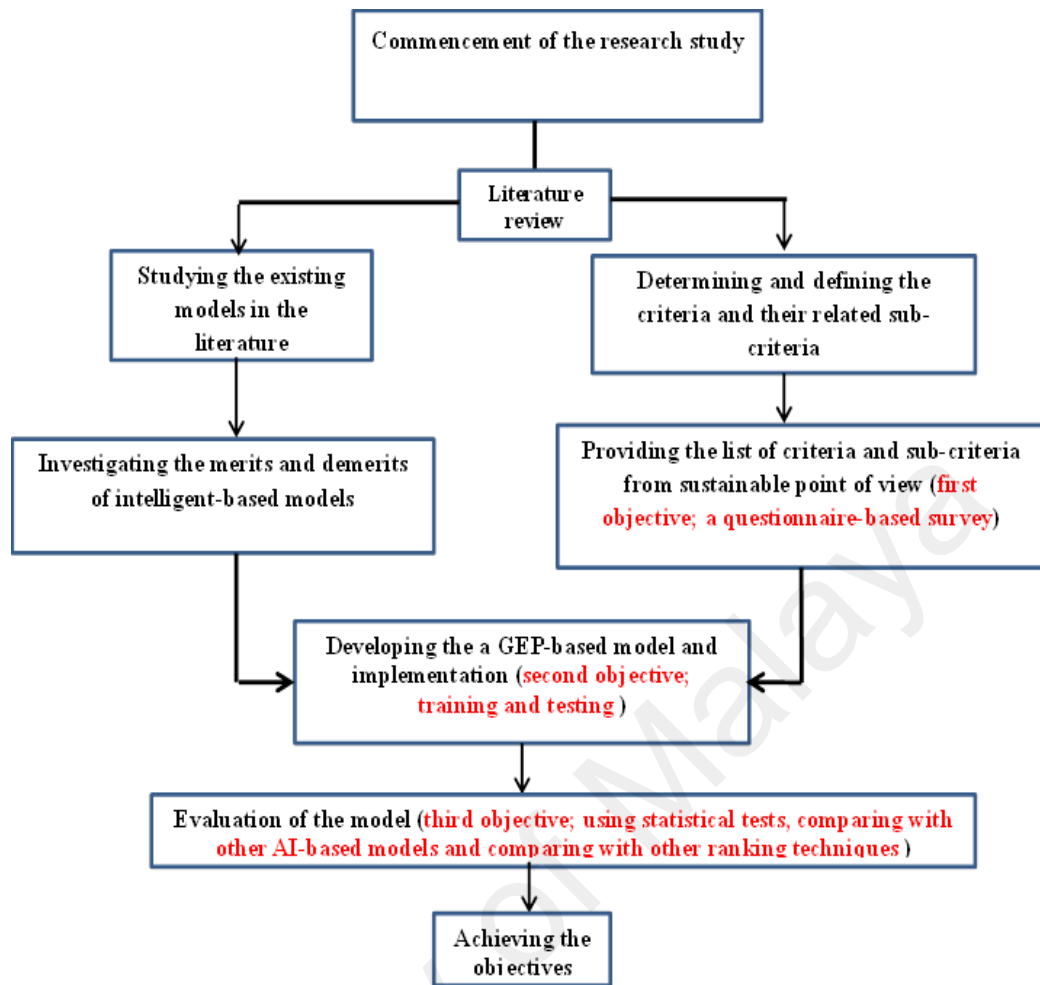 Commencement of the research study
Literature
review
Studying the existing
models in the
literature
Determining and defining the
criteria and their related sub-
criteria
Investigating the merits and demerits
of intelligent-based models
Providing the list of criteria and sub-criteria
from sustainable point of view (first
objective; a questionnaire-based survey)
Developing the a GEP-based model and
implementation (second objective;
training and testing )
Evaluation of the model (third objective; using statistical tests, comparing with
other AI-based models and comparing with other ranking techniques )
Achieving the
objectives
of Malaya